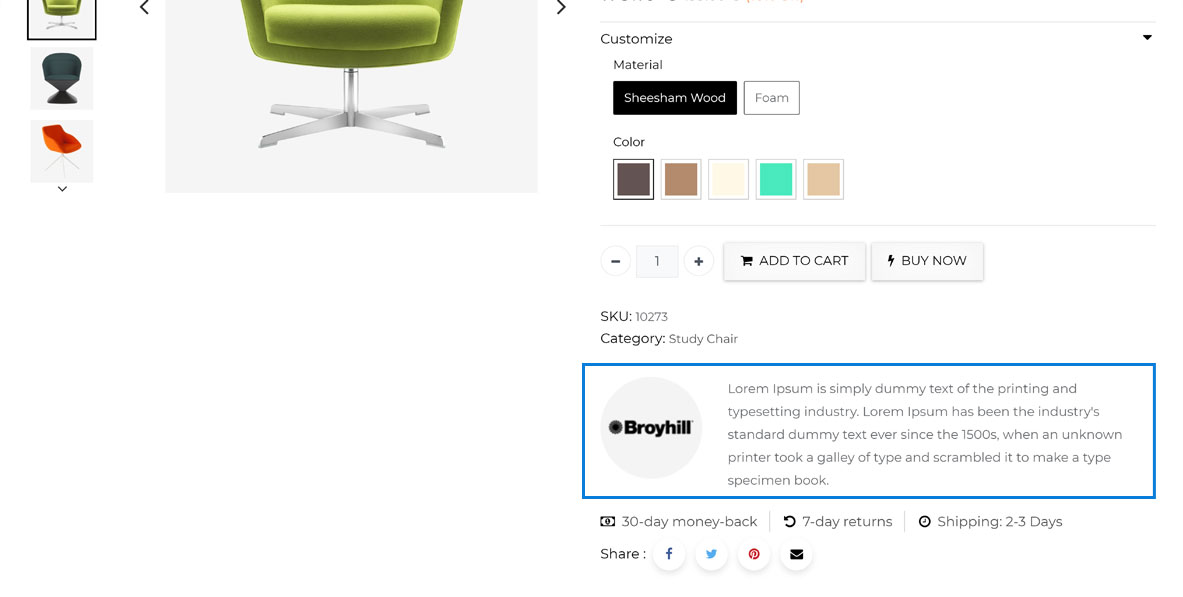 Customize
Material
Sheesham Wood Foam
Color
1 ADD TO CART BUY NOW
SKU: 10273
Category: Study Chair
Broyhill
Lorem Ipsum is simply dummy text of the printing and
typesetting industry. Lorem Ipsum has been the industry's
standard dummy text ever since the 1500s, when an unknown
printer took a galley of type and scrambled it to make a type
specimen book.
30-day money-back 7-day returns Shipping: 2-3 Days
Share :